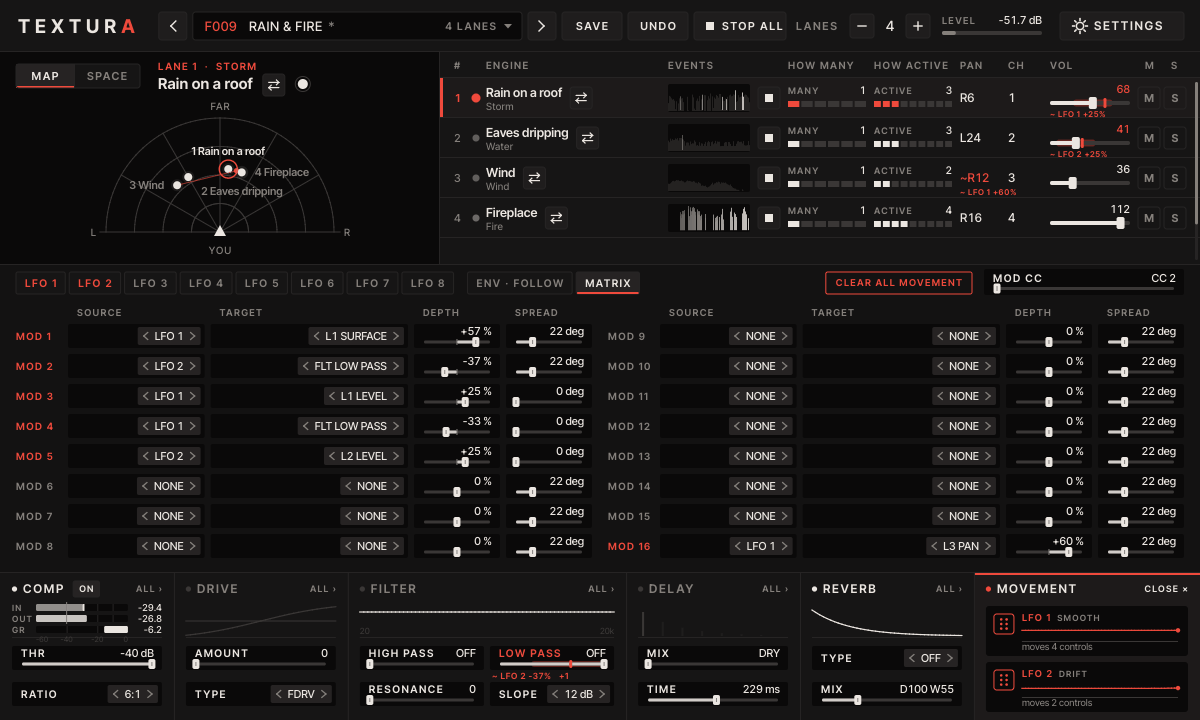 TEXTURA
F009 RAIN & FIRE * 4 LANES
SAVE UNDO STOP ALL LANES 4 LEVEL -51.7 dB SETTINGS
MAP SPACE
LANE 1 · STORM
Rain on a roof
FAR
1 Rain on a roof
3 Wind
4 Fireplace
2 Eaves dripping
L R
YOU
# ENGINE EVENTS HOW MANY HOW ACTIVE PAN CH VOL M S
1 Rain on a roof MANY 1 ACTIVE 3 R6 1 68 M S
Storm ~ LFO 1 +25%
2 Eaves dripping MANY 1 ACTIVE 3 L24 2 41 M S
Water ~ LFO 2 +25%
3 Wind MANY 1 ACTIVE 2 ~R12 3 36 M S
Wind ~ LFO 1 +60%
4 Fireplace MANY 1 ACTIVE 4 R16 4 112 M S
Fire
LFO 1 LFO 2 LFO 3 LFO 4 LFO 5 LFO 6 LFO 7 LFO 8 ENV · FOLLOW MATRIX CLEAR ALL MOVEMENT MOD CC CC 2
SOURCE TARGET DEPTH SPREAD SOURCE TARGET DEPTH SPREAD
MOD 1 < LFO 1 > < L1 SURFACE > +57 % 22 deg MOD 9 < NONE > < NONE > 0 % 22 deg
MOD 2 < LFO 2 > < FLT LOW PASS > -37 % 22 deg MOD 10 < NONE > < NONE > 0 % 22 deg
MOD 3 < LFO 1 > < L1 LEVEL > +25 % 0 deg MOD 11 < NONE > < NONE > 0 % 22 deg
MOD 4 < LFO 1 > < FLT LOW PASS > -33 % 0 deg MOD 12 < NONE > < NONE > 0 % 22 deg
MOD 5 < LFO 2 > < L2 LEVEL > +25 % 0 deg MOD 13 < NONE > < NONE > 0 % 22 deg
MOD 6 < NONE > < NONE > 0 % 22 deg MOD 14 < NONE > < NONE > 0 % 22 deg
MOD 7 < NONE > < NONE > 0 % 22 deg MOD 15 < NONE > < NONE > 0 % 22 deg
MOD 8 < NONE > < NONE > 0 % 22 deg MOD 16 < LFO 1 > < L3 PAN > +60 % 22 deg
COMP ON ALL ›
IN -29.4
OUT -26.8
GR -6.2
-60 -40 -20 0
THR -40 dB
RATIO < 6:1 >
DRIVE ALL ›
AMOUNT 0
TYPE < FDRV >
FILTER ALL ›
20 20k
HIGH PASS OFF LOW PASS OFF
~ LFO 2 -37% +1
RESONANCE 0 SLOPE < 12 dB >
DELAY ALL ›
MIX DRY
TIME 229 ms
REVERB ALL ›
TYPE < OFF >
MIX D100 W55
MOVEMENT CLOSE ×
LFO 1 SMOOTH
moves 4 controls
LFO 2 DRIFT
moves 2 controls